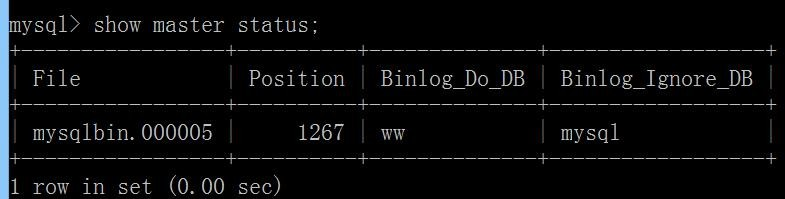 mysql> show master status;
+------------------+----------+--------------+------------------+
| File             | Position | Binlog_Do_DB | Binlog_Ignore_DB |
+------------------+----------+--------------+------------------+
| mysqlbin.000005 |     1267 | ww           | mysql            |
+------------------+----------+--------------+------------------+
1 row in set (0.00 sec)